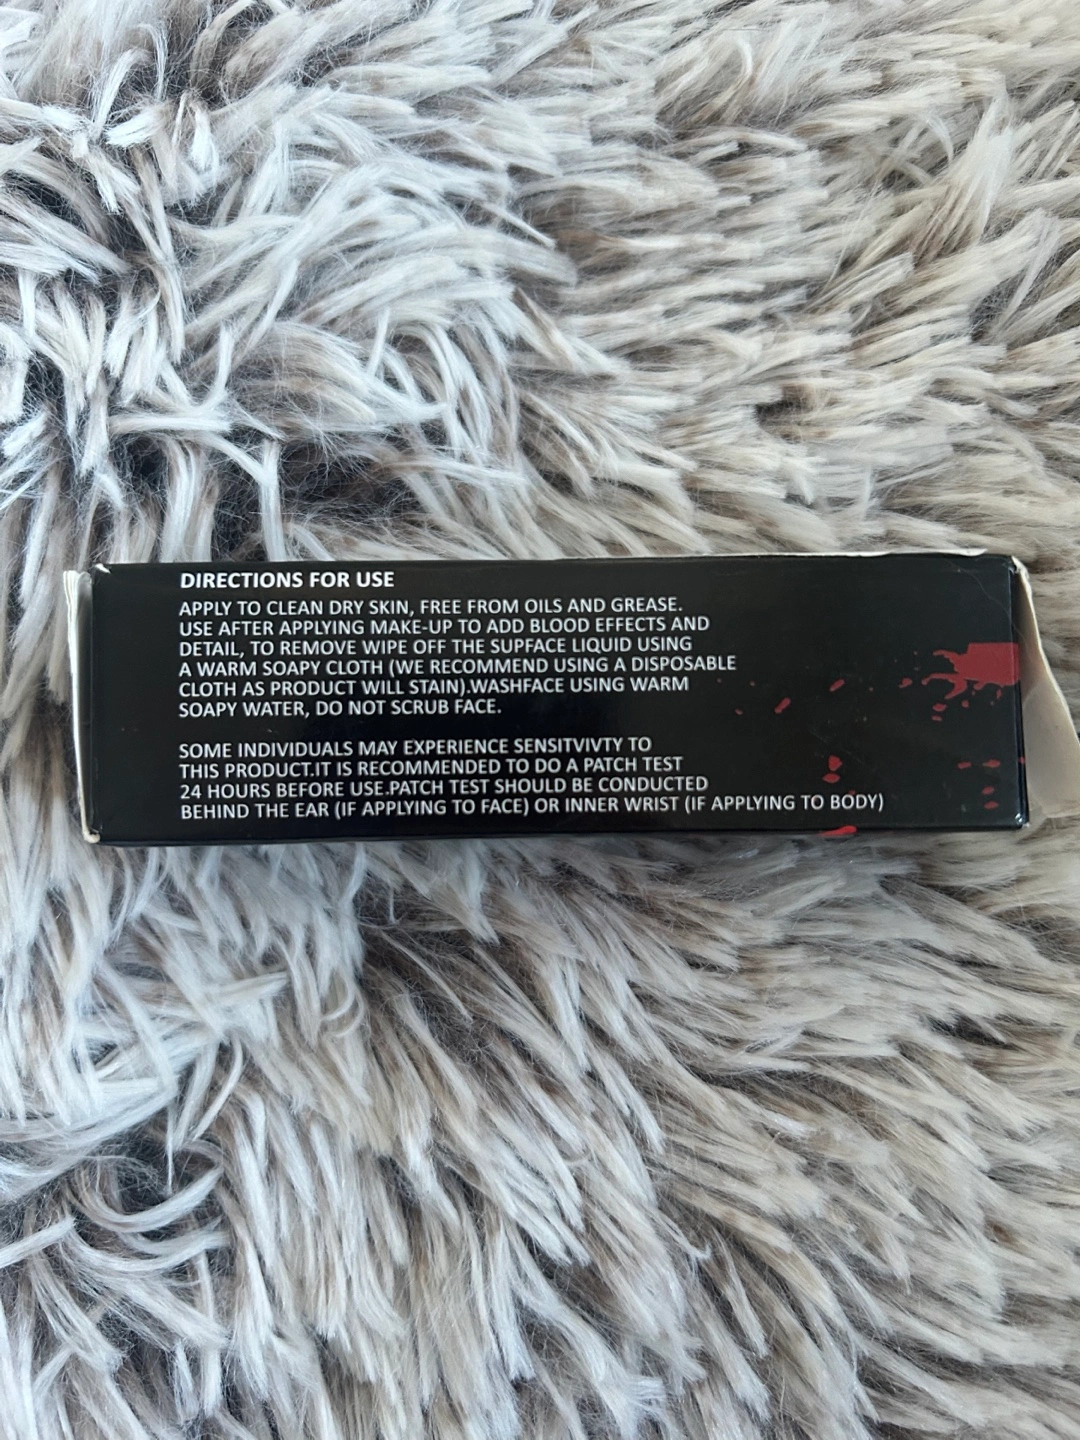 DIRECTIONS FOR USE
APPLY TO CLEAN DRY SKIN, FREE FROM OILS AND GREASE.
USE AFTER APPLYING MAKE-UP TO ADD BLOOD EFFECTS AND
DETAIL, TO REMOVE WIPE OFF THE SUPFACE LIQUID USING
A WARM SOAPY CLOTH (WE RECOMMEND USING A DISPOSABLE
CLOTH AS PRODUCT WILL STAIN).WASHFACE USING WARM
SOAPY WATER, DO NOT SCRUB FACE.
SOME INDIVIDUALS MAY EXPERIENCE SENSITVIVTY TO
THIS PRODUCT.IT IS RECOMMENDED TO DO A PATCH TEST
24 HOURS BEFORE USE.PATCH TEST SHOULD BE CONDUCTED
BEHIND THE EAR (IF APPLYING TO FACE) OR INNER WRIST (IF APPLYING TO BODY)